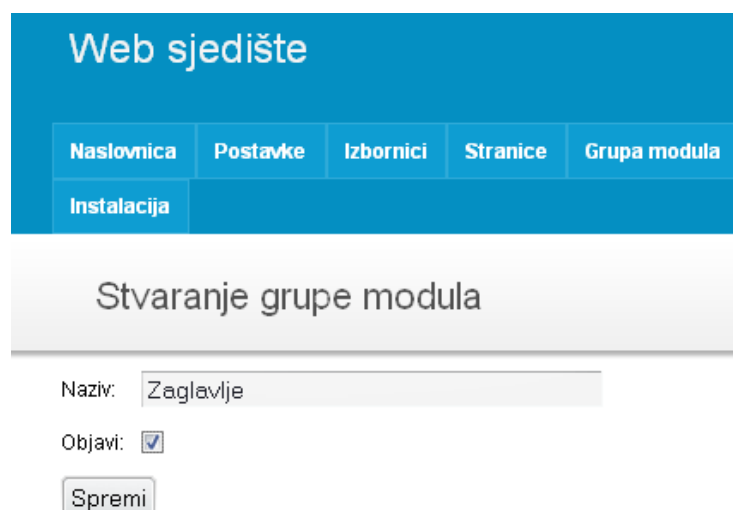 Web sjedište
Naslovnica Postavke Izbornici Stranice Grupa modula
Instalacija
Stvaranje grupe modula
Naziv: Zaglavlje
Objavi:
Spremi